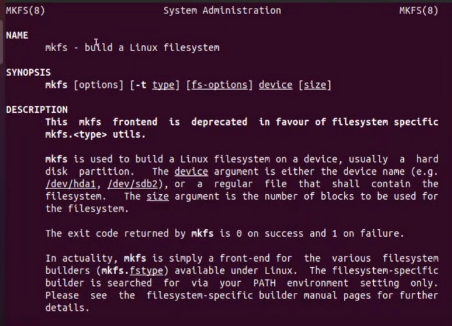 MKFS(8) System Administration MKFS(8)
NAME
mkfs - build a Linux filesystem
SYNOPSIS
mkfs [options] [-t type] [fs-options] device [size]
DESCRIPTION
This mkfs frontend is deprecated in favour of filesystem specific
mkfs.<type> utils.
mkfs is used to build a Linux filesystem on a device, usually a hard
disk partition. The device argument is either the device name (e.g.
/dev/hda1, /dev/sdb2), or a regular file that shall contain the
filesystem. The size argument is the number of blocks to be used for
the filesystem.
The exit code returned by mkfs is 0 on success and 1 on failure.
In actuality, mkfs is simply a front-end for the various filesystem
builders (mkfs.fstype) available under Linux. The filesystem-specific
builder is searched for via your PATH environment setting only.
Please see the filesystem-specific builder manual pages for further
details.